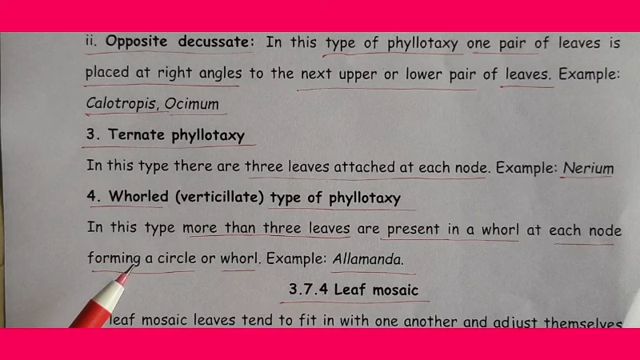 ii. Opposite decussate: In this type of phyllotaxy one pair of leaves is
placed at right angles to the next upper or lower pair of leaves. Example:
Calotropis, Ocimum
3. Ternate phyllotaxy
In this type there are three leaves attached at each node. Example: Nerium
4. Whorled (verticillate) type of phyllotaxy
In this type more than three leaves are present in a whorl at each node
forming a circle or whorl. Example: Allamanda.
3.7.4 Leaf mosaic
leaf mosaic leaves tend to fit in with one another and adjust themselves